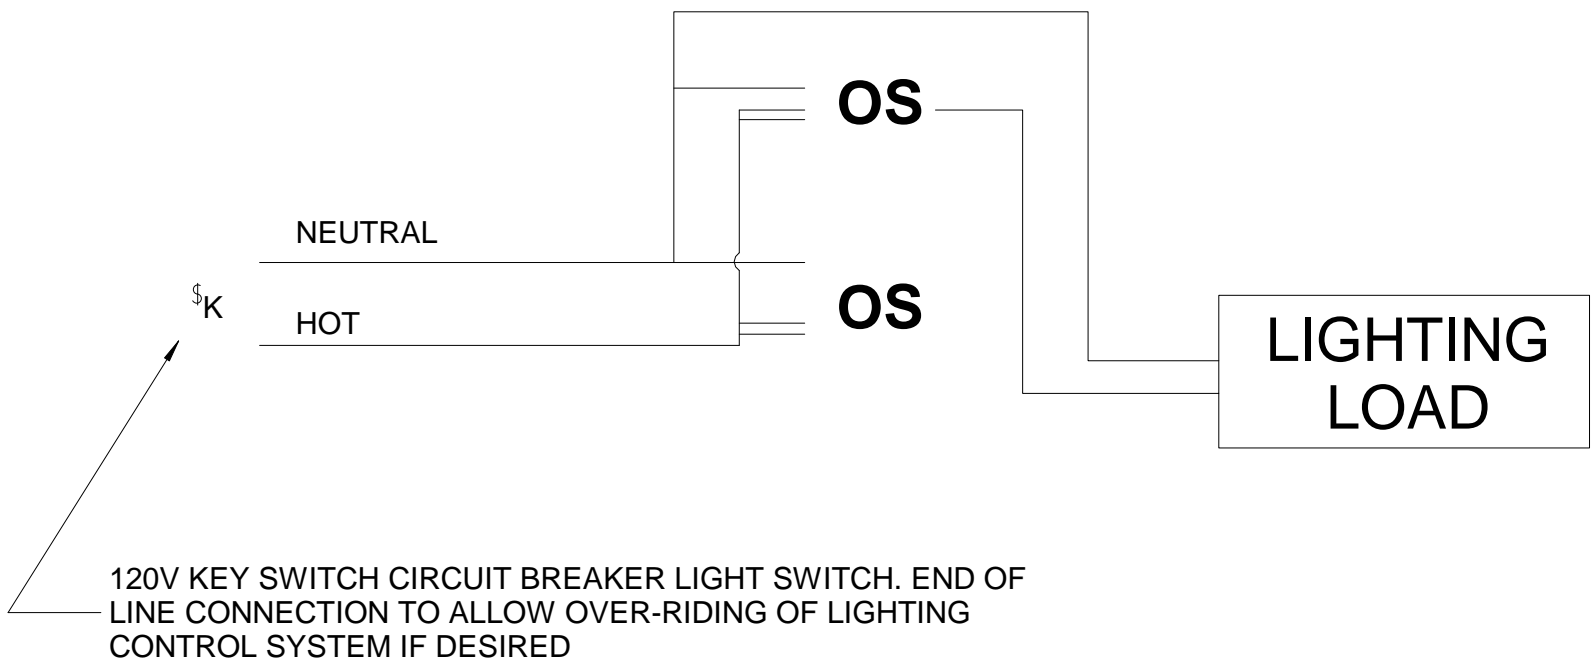 OS
NEUTRAL
$K
HOT
OS
LIGHTING
LOAD
120V KEY SWITCH CIRCUIT BREAKER LIGHT SWITCH. END OF
LINE CONNECTION TO ALLOW OVER-RIDING OF LIGHTING
CONTROL SYSTEM IF DESIRED